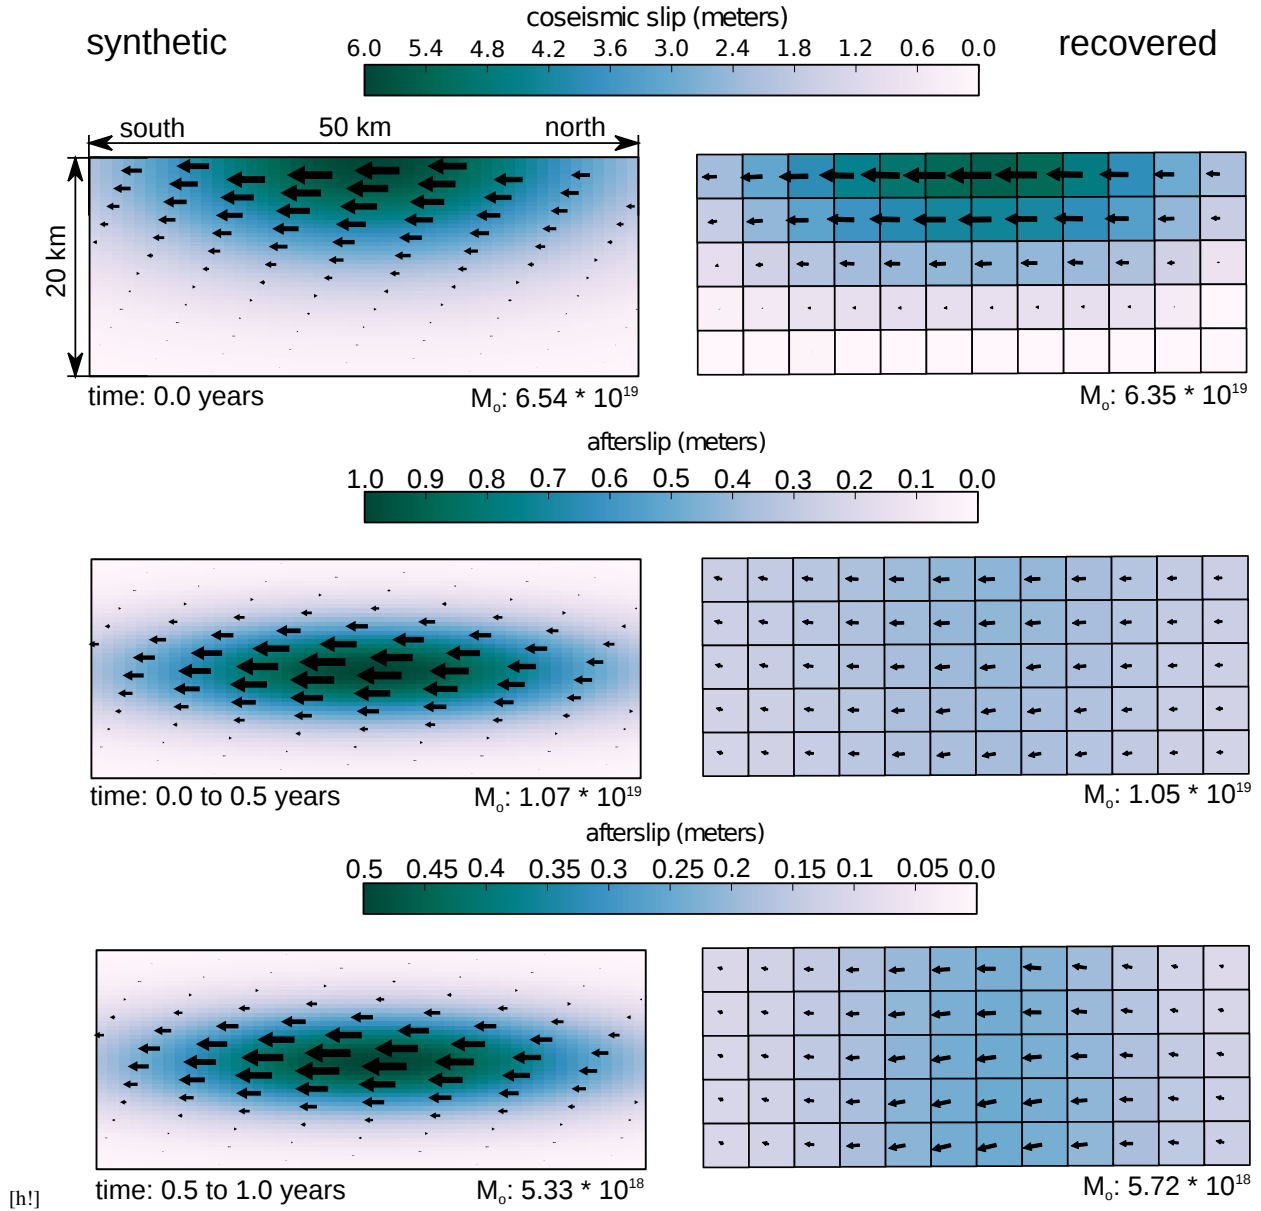 coseismic slip (meters)
synthetic
recovered
6.0 5.4 4.8 4.2 3.6 3.0 2.4 1.8 1.2 0.6 0.0
south 50 km north
20 km
time: 0.0 years
Mo: 6.54 * 10^19
Mo: 6.35 * 10^19
afterslip (meters)
1.0 0.9 0.8 0.7 0.6 0.5 0.4 0.3 0.2 0.1 0.0
time: 0.0 to 0.5 years
Mo: 1.07 * 10^19
Mo: 1.05 * 10^19
afterslip (meters)
0.5 0.45 0.4 0.35 0.3 0.25 0.2 0.15 0.1 0.05 0.0
[h!]
time: 0.5 to 1.0 years
Mo: 5.33 * 10^18
Mo: 5.72 * 10^18